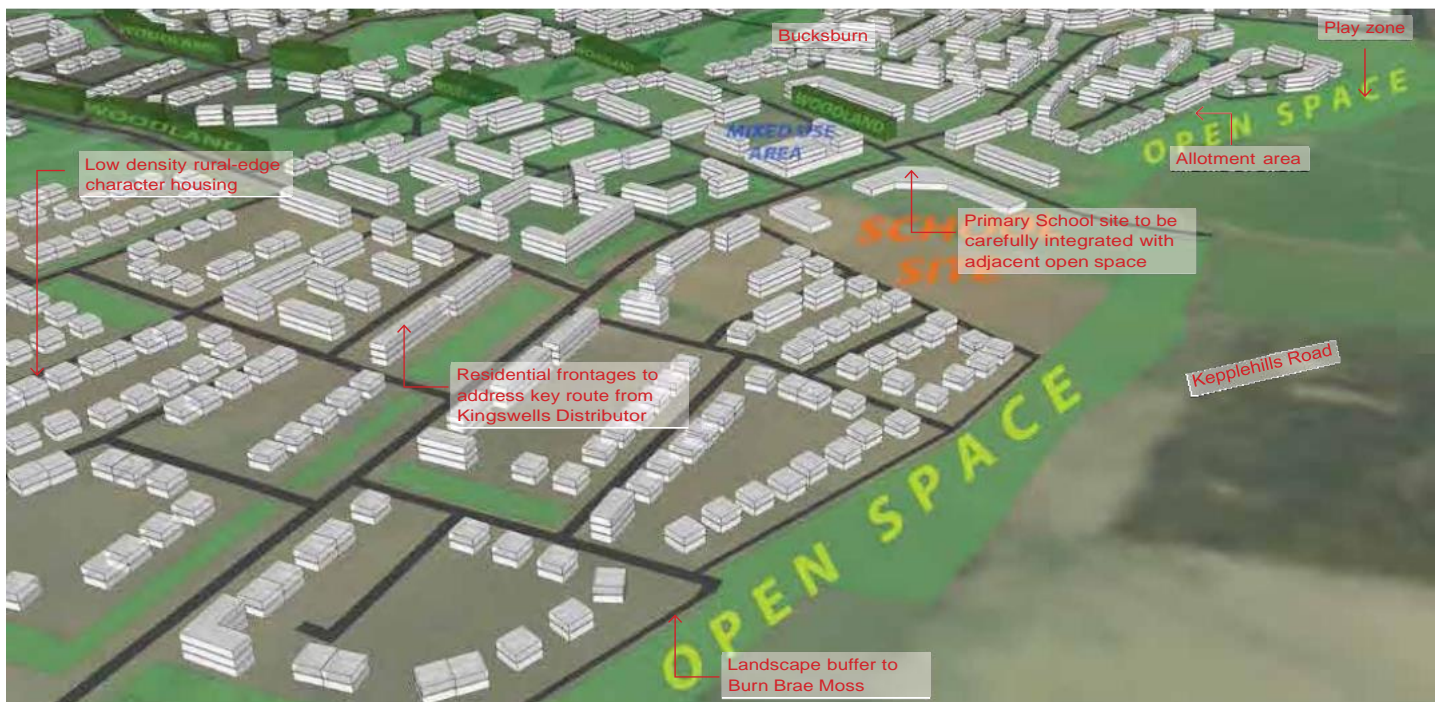 Bucksburn
Play zone
WOODLAND
WOODLAND
WOODLAND
WOODLAND
MIXED USE
AREA
OPEN SPACE
Allotment area
Low density rural-edge
character housing
Primary School site to be
carefully integrated with
adjacent open space
SCHOOL
SITE
Kepplehills Road
Residential frontages to
address key route from
Kingswells Distributor
OPEN SPACE
Landscape buffer to
Burn Brae Moss